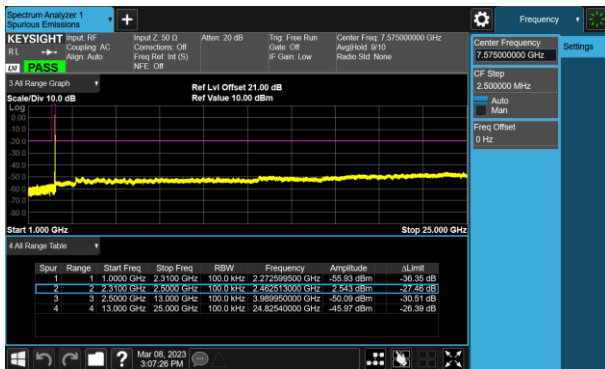 Spectrum Analyzer 1
Spurious Emissions
+
Frequency
KEYSIGHT
Input: RF
Coupling: AC
Align: Auto
Input Z: 50 Ω
Corrections: Off
Freq Ref: Int (S)
NFE: Off
Atten: 20 dB
Trig: Free Run
Gate: Off
IF Gain: Low
Center Freq: 7.575000000 GHz
Avg|Hold: 9/10
Radio Std: None
RL
LXI
PASS
Center Frequency
7.575000000 GHz
Settings
CF Step
2.500000 MHz
Auto
Man
Freq Offset
0 Hz
3 All Range Graph
Scale/Div 10.0 dB
Ref Lvl Offset 21.00 dB
Ref Value 10.00 dBm
Log
0.00
-10.0
-20.0
-30.0
-40.0
-50.0
-60.0
-70.0
-80.0
Start 1.000 GHz
Stop 25.000 GHz
4 All Range Table
Spur Range Start Freq Stop Freq RBW Frequency Amplitude ΔLimit
1 1 1.0000 GHz 2.3100 GHz 100.0 kHz 2.272599500 GHz -55.93 dBm -36.35 dB
2 2 2.3100 GHz 2.5000 GHz 100.0 kHz 2.462513000 GHz 2.543 dBm -27.46 dB
3 3 2.5000 GHz 13.000 GHz 100.0 kHz 3.989950000 GHz -50.09 dBm -30.51 dB
4 4 13.000 GHz 25.000 GHz 100.0 kHz 24.82540000 GHz -45.97 dBm -26.39 dB
?
Mar 08, 2023
3:07:26 PM